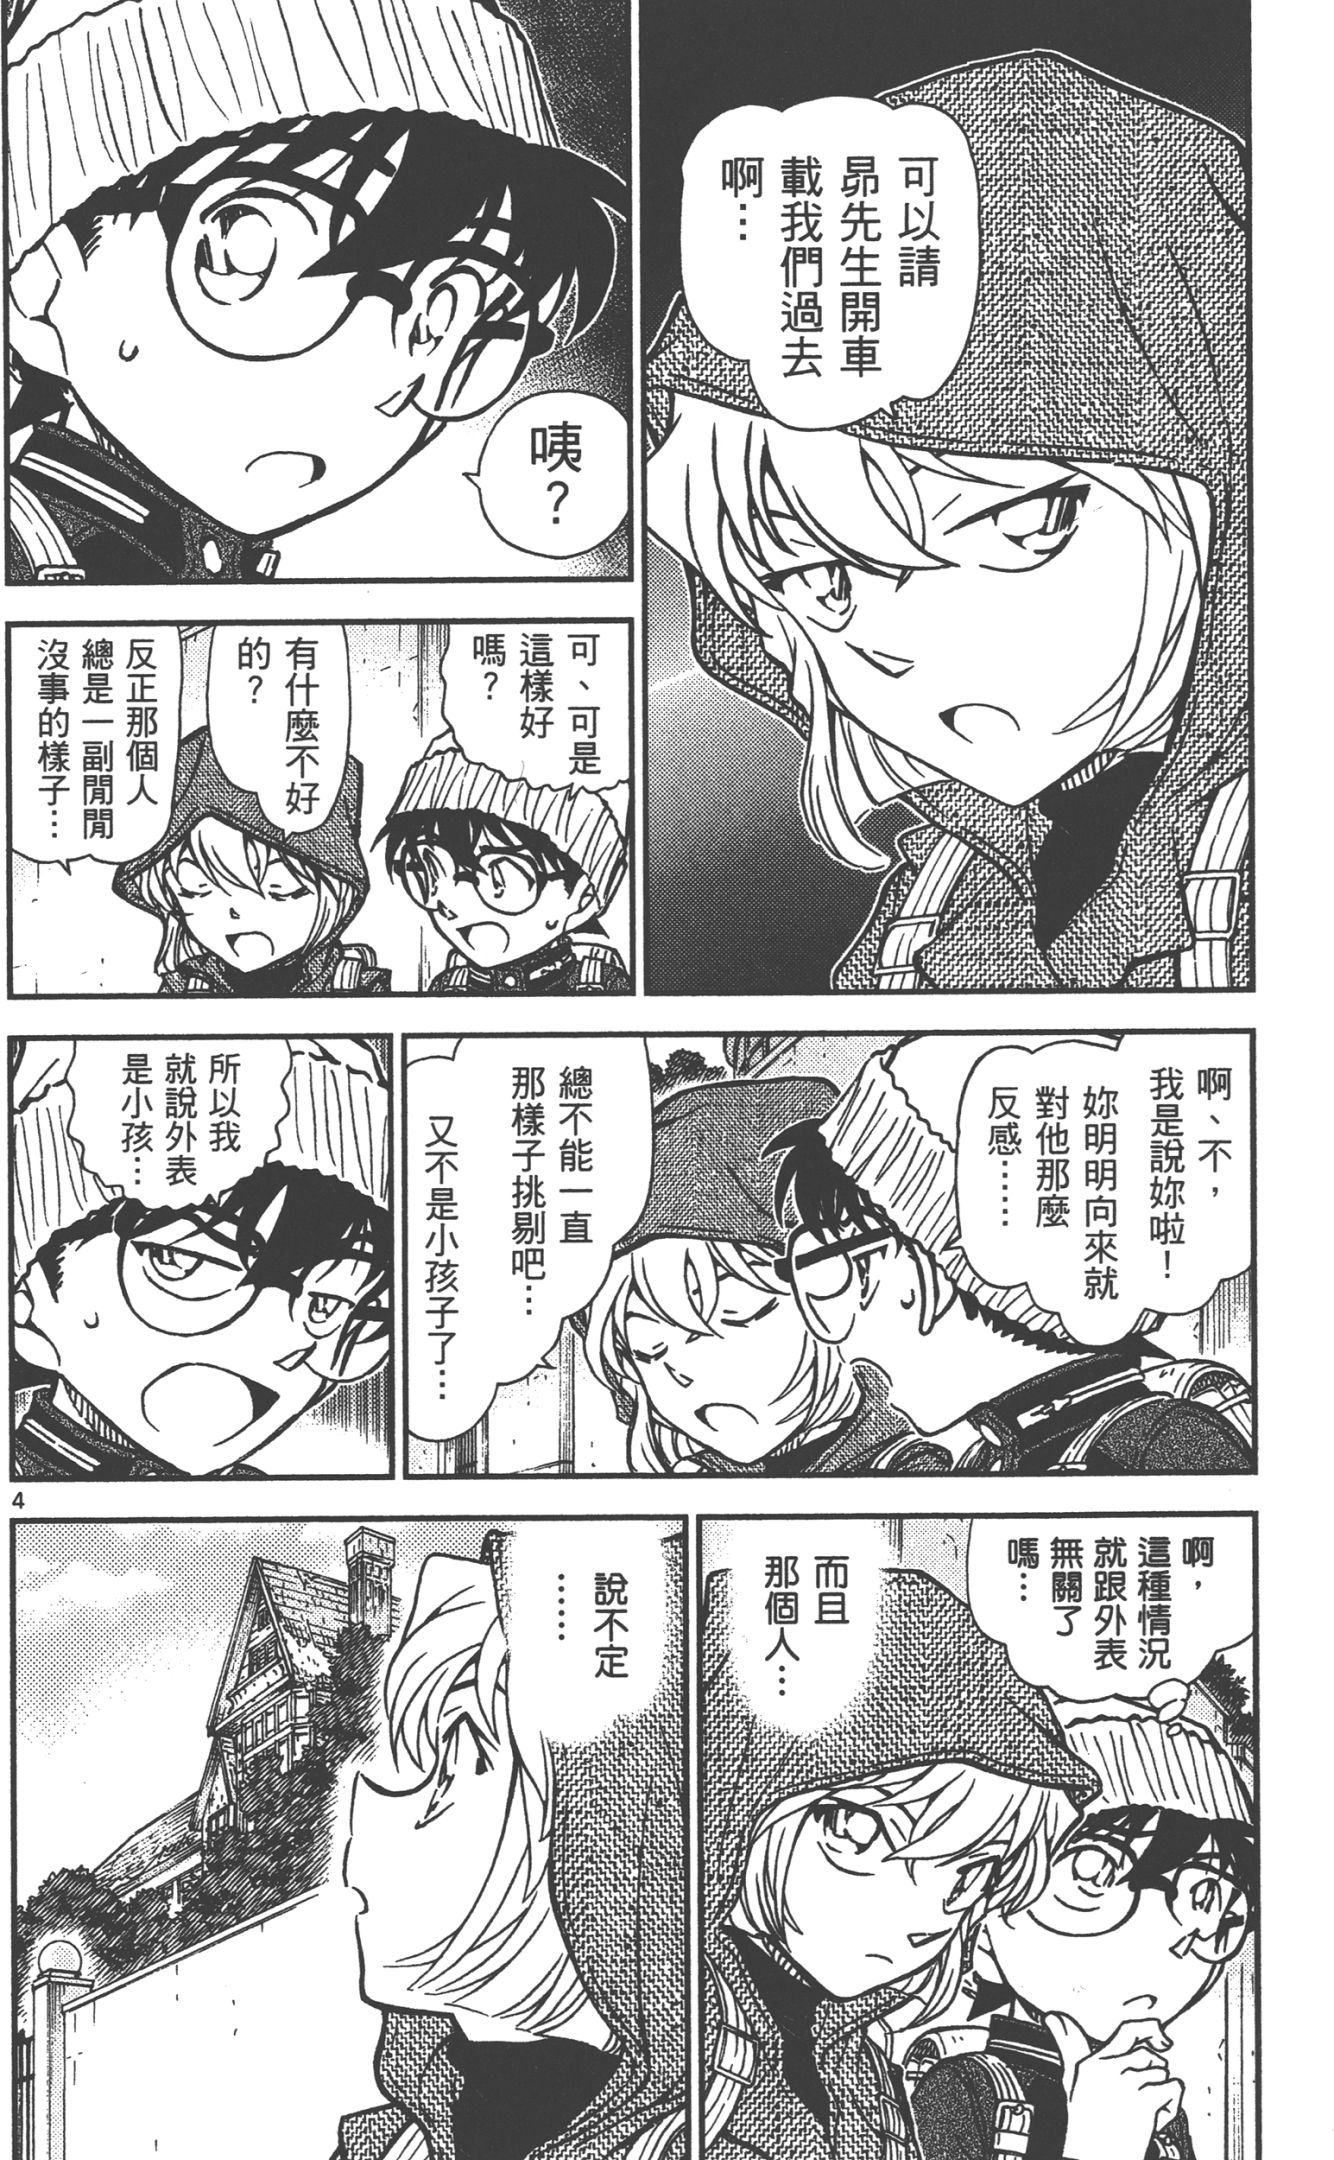 可以請
昴先生開車
載我們過去
啊…
咦？
可、可是
這樣好
嗎？
有什麼不好
的？
反正那個人
總是一副閒閒
沒事的樣子…
啊、不，
我是說妳啦！
妳明明向來就
對他那麼
反感……
總不能一直
那樣子挑剔吧…
又不是小孩子了…
所以我
就說外表
是小孩…
4
啊，
這種情況
就跟外表
無關了
嗎…
而且
那個人…
說不定
……